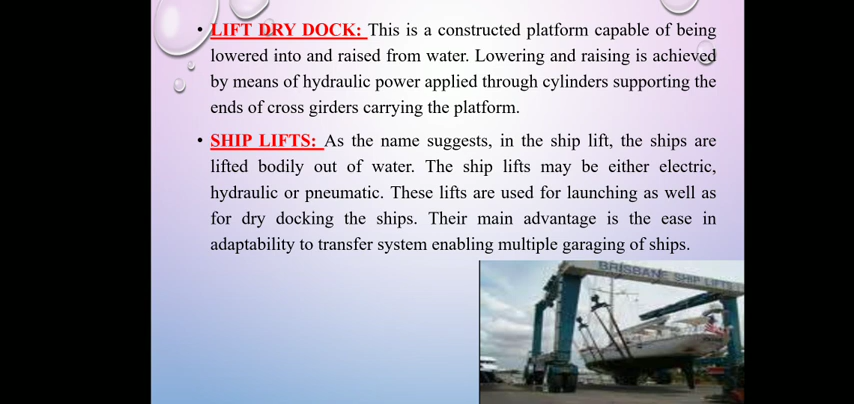 • LIFT DRY DOCK: This is a constructed platform capable of being
lowered into and raised from water. Lowering and raising is achieved
by means of hydraulic power applied through cylinders supporting the
ends of cross girders carrying the platform.
• SHIP LIFTS: As the name suggests, in the ship lift, the ships are
lifted bodily out of water. The ship lifts may be either electric,
hydraulic or pneumatic. These lifts are used for launching as well as
for dry docking the ships. Their main advantage is the ease in
adaptability to transfer system enabling multiple garaging of ships.
BRISBANE SHIP LIFTS